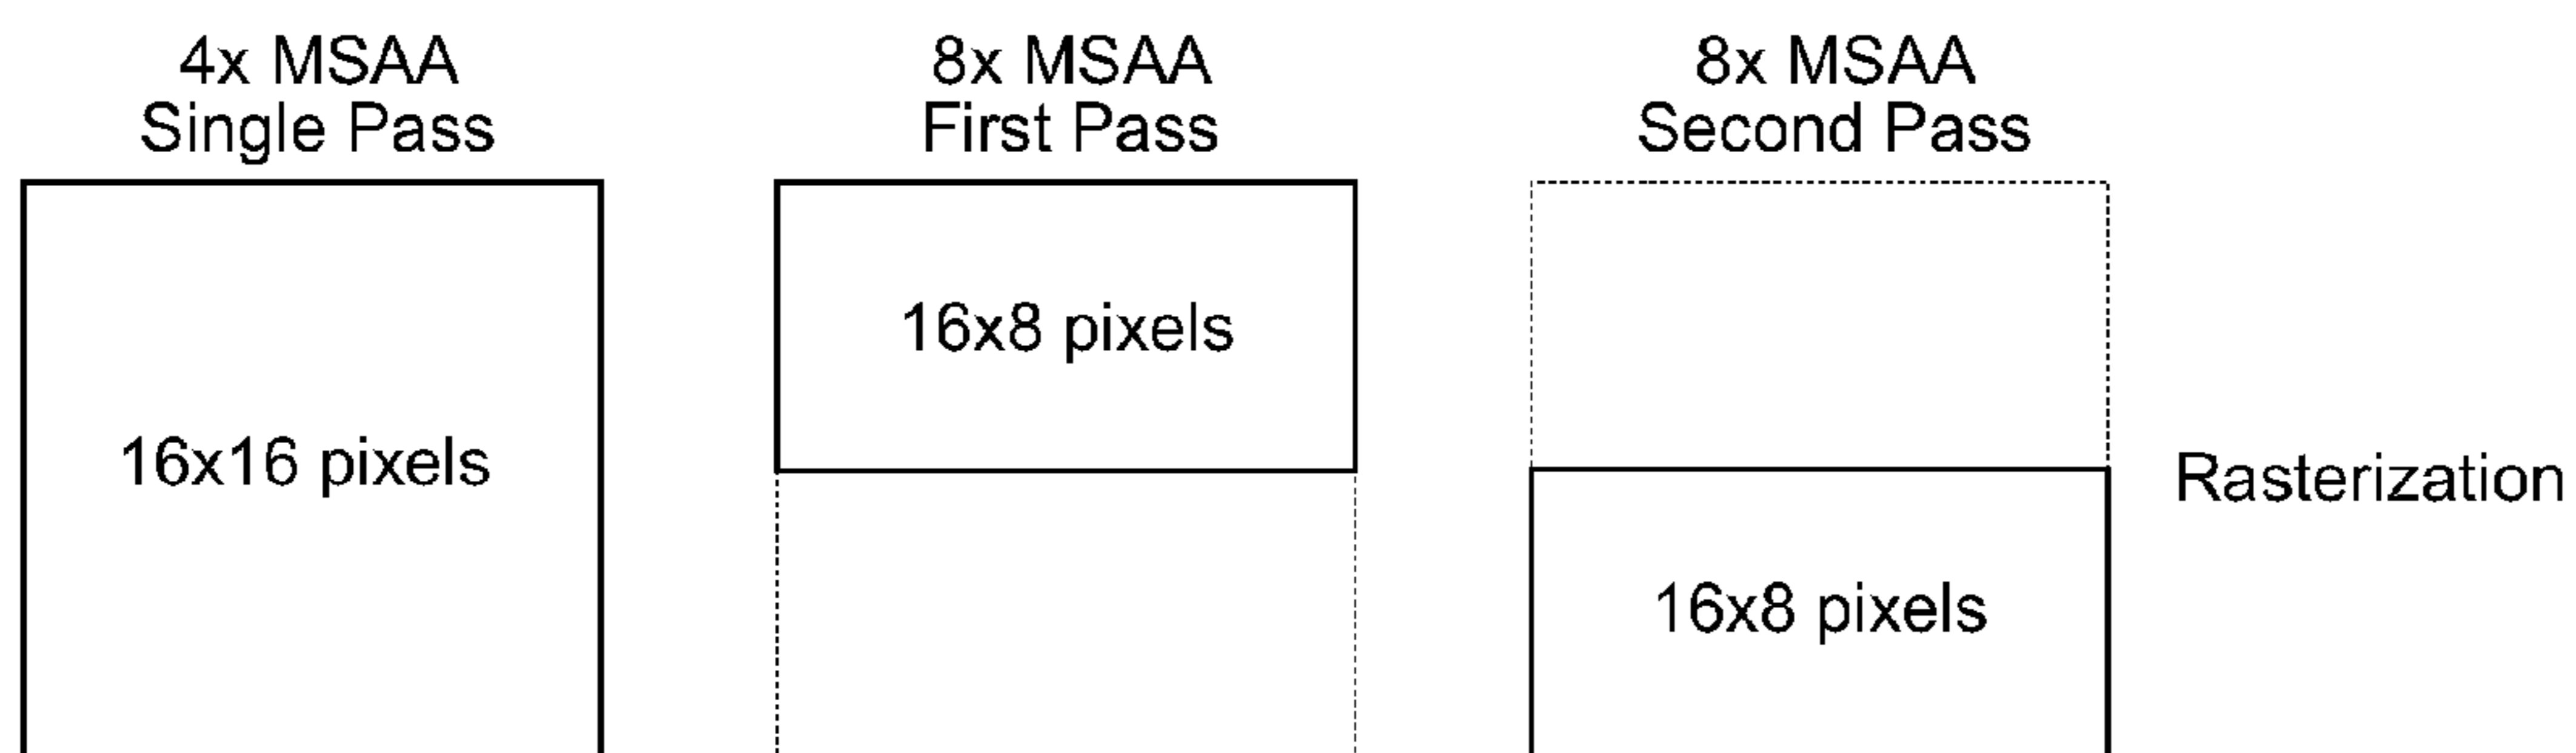 4x MSAA
Single Pass
8x MSAA
First Pass
8x MSAA
Second Pass
16x16 pixels
16x8 pixels
16x8 pixels
Rasterization